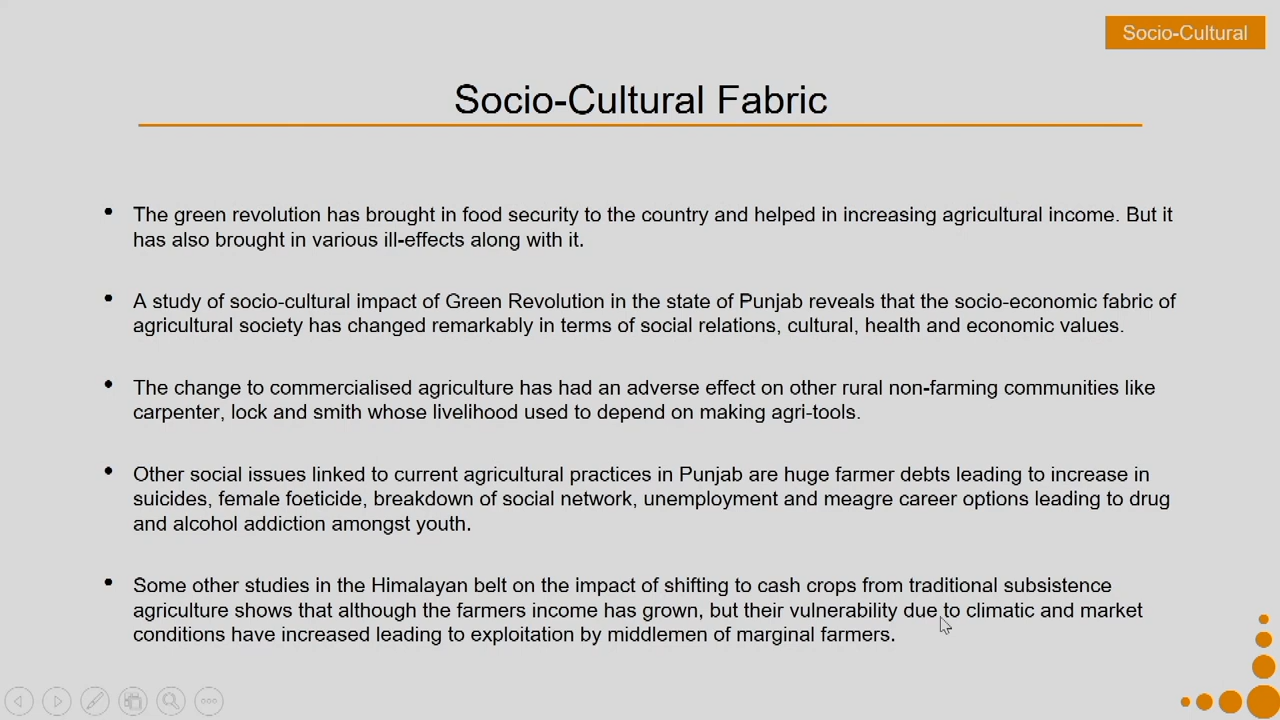 Socio-Cultural
Socio-Cultural Fabric
• The green revolution has brought in food security to the country and helped in increasing agricultural income. But it
has also brought in various ill-effects along with it.
• A study of socio-cultural impact of Green Revolution in the state of Punjab reveals that the socio-economic fabric of
agricultural society has changed remarkably in terms of social relations, cultural, health and economic values.
• The change to commercialised agriculture has had an adverse effect on other rural non-farming communities like
carpenter, lock and smith whose livelihood used to depend on making agri-tools.
• Other social issues linked to current agricultural practices in Punjab are huge farmer debts leading to increase in
suicides, female foeticide, breakdown of social network, unemployment and meagre career options leading to drug
and alcohol addiction amongst youth.
• Some other studies in the Himalayan belt on the impact of shifting to cash crops from traditional subsistence
agriculture shows that although the farmers income has grown, but their vulnerability due to climatic and market
conditions have increased leading to exploitation by middlemen of marginal farmers.